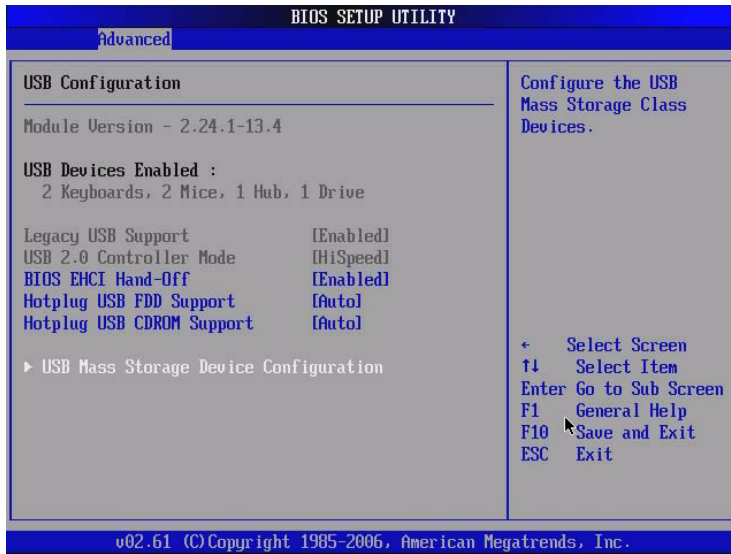 BIOS SETUP UTILITY
Advanced
USB Configuration
Module Version - 2.24.1-13.4
USB Devices Enabled :
2 Keyboards, 2 Mice, 1 Hub, 1 Drive
Legacy USB Support [Enabled]
USB 2.0 Controller Mode [HiSpeed]
BIOS EHCI Hand-Off [Enabled]
Hotplug USB FDD Support [Auto]
Hotplug USB CDROM Support [Auto]
► USB Mass Storage Device Configuration
Configure the USB
Mass Storage Class
Devices.
← Select Screen
↑↓ Select Item
Enter Go to Sub Screen
F1 General Help
F10 Save and Exit
ESC Exit
v02.61 (C)Copyright 1985-2006, American Megatrends, Inc.